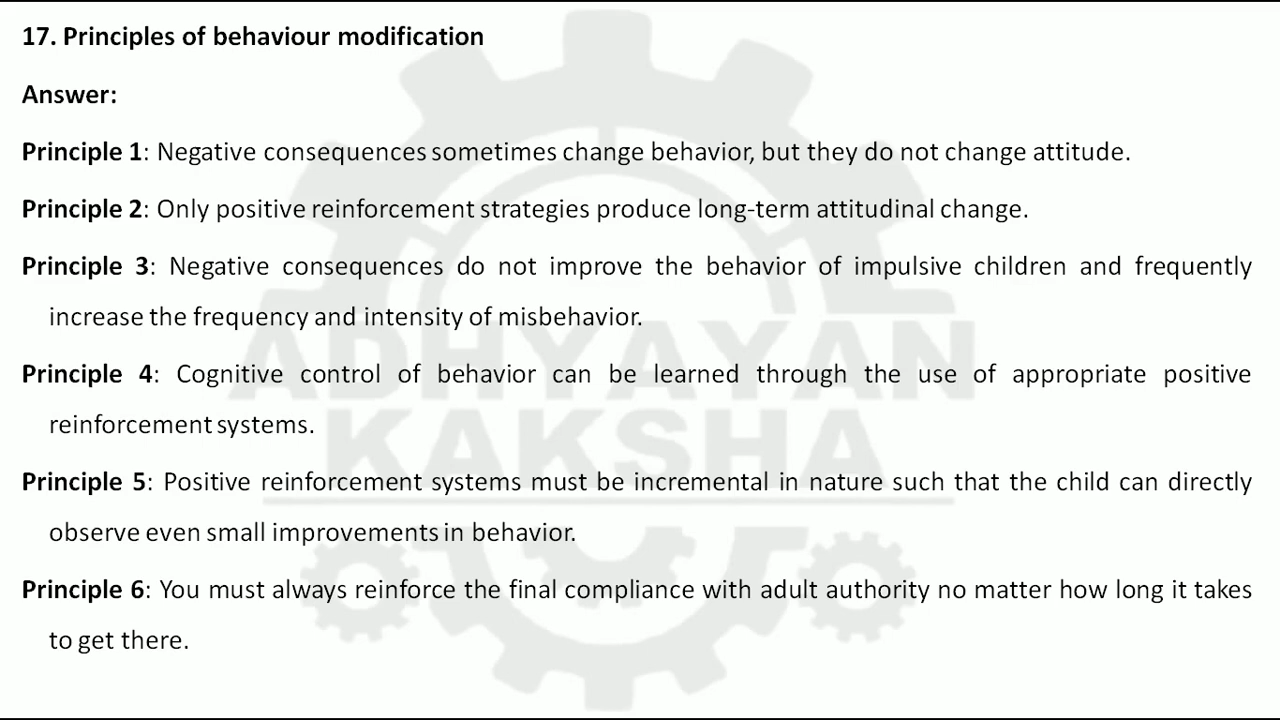 17. Principles of behaviour modification
Answer:
Principle 1: Negative consequences sometimes change behavior, but they do not change attitude.
Principle 2: Only positive reinforcement strategies produce long-term attitudinal change.
Principle 3: Negative consequences do not improve the behavior of impulsive children and frequently
increase the frequency and intensity of misbehavior.
ADHYAYAN
Principle 4: Cognitive control of behavior can be learned through the use of appropriate positive
reinforcement systems.
KAKSHA
Principle 5: Positive reinforcement systems must be incremental in nature such that the child can directly
observe even small improvements in behavior.
Principle 6: You must always reinforce the final compliance with adult authority no matter how long it takes
to get there.